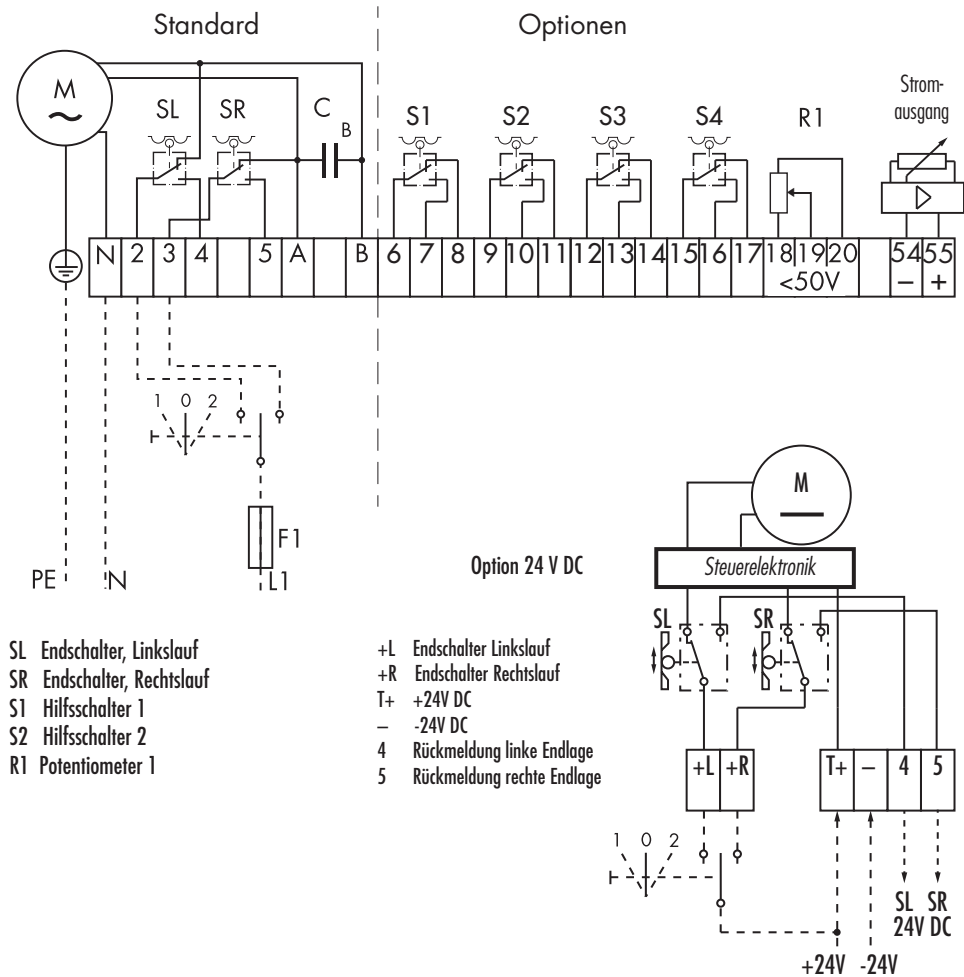 Standard
Optionen
M
SL SR C B
S1 S2 S3 S4 R1
Strom-
ausgang
N 2 3 4 5 A B 6 7 8 9 10 11 12 13 14 15 16 17 18 19 20 54 55
<50V
− +
1 0 2
F1
PE N L1
SL Endschalter, Linkslauf
SR Endschalter, Rechtslauf
S1 Hilfsschalter 1
S2 Hilfsschalter 2
R1 Potentiometer 1
Option 24 V DC
+L Endschalter Linkslauf
+R Endschalter Rechtslauf
T+ +24V DC
– -24V DC
4 Rückmeldung linke Endlage
5 Rückmeldung rechte Endlage
M
Steuerelektronik
SL SR
+L +R T+ – 4 5
1 0 2
SL SR
24V DC
+24V -24V